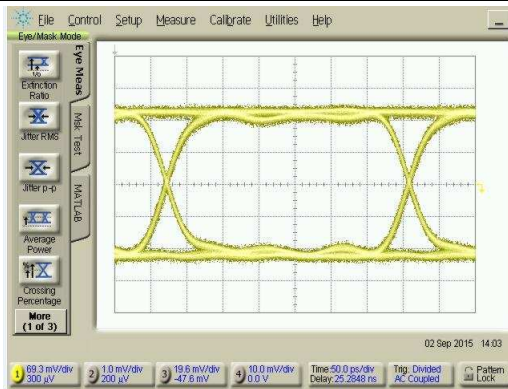 File Control Setup Measure Calibrate Utilities Help
Eye/Mask Mode
Eye Meas
Extinction
Ratio
Jitter RMS
Msk Test
Jitter p-p
MATLAB
Average
Power
Crossing
Percentage
More
(1 of 3)
02 Sep 2015 14:03
1 69.3 mV/div
300 µV
2 1.0 mV/div
200 µV
3 19.6 mV/div
-47.6 mV
4 10.0 mV/div
0.0 V
Time:50.0 ps/div
Delay:25.2848 ns
Trig: Divided
AC Coupled
Pattern
Lock